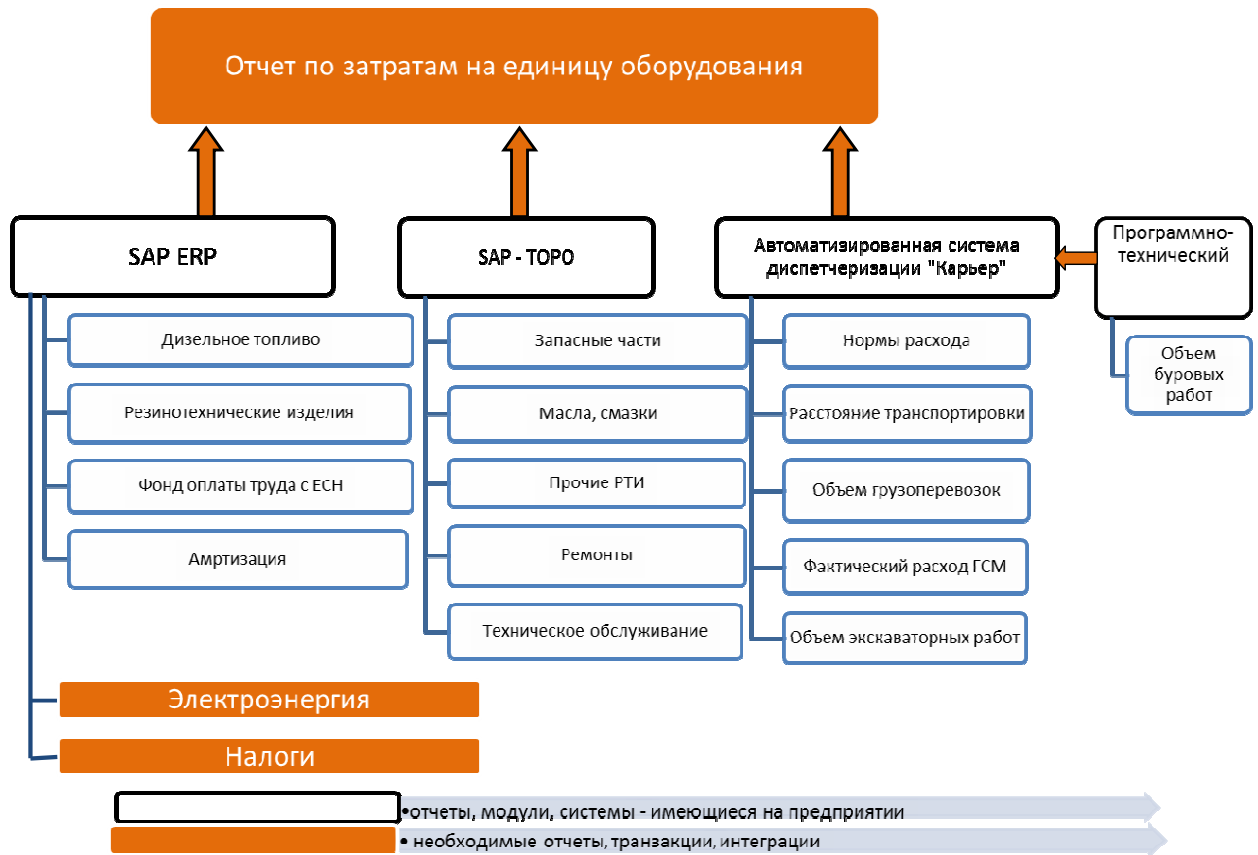 Отчет по затратам на единицу оборудования
SAP ERP
Дизельное топливо
Резинотехнические изделия
Фонд оплаты труда с ЕСН
Амртизация
Электроэнергия
Налоги
SAP - ТОРО
Запасные части
Масла, смазки
Прочие РТИ
Ремонты
Техническое обслуживание
Автоматизированная система
диспетчеризации "Карьер"
Нормы расхода
Расстояние транспортировки
Объем грузоперевозок
Фактический расход ГСМ
Объем экскаваторных работ
Программно-
технический
Объем
буровых
работ
•отчеты, модули, системы - имеющиеся на предприятии
• необходимые отчеты, транзакции, интеграции